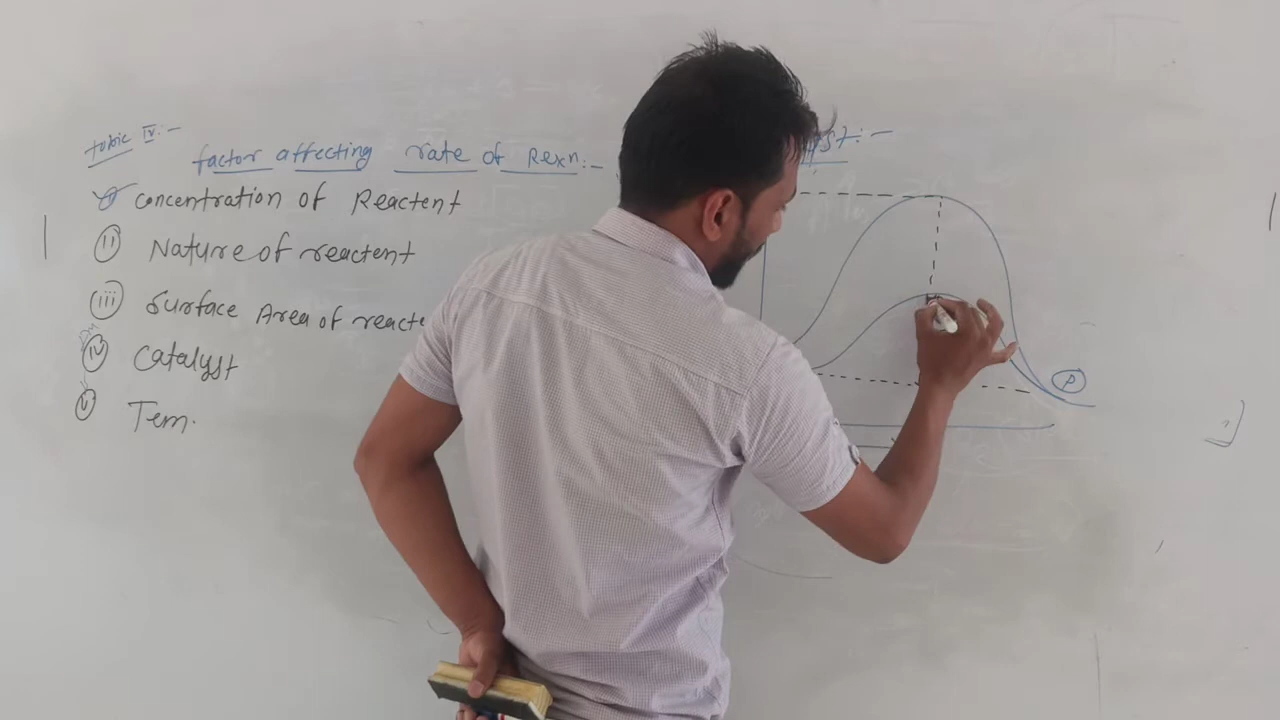 topic IV:-
factor affecting rate of Rexn:-
(i) concentration of Reactent
(ii) Nature of reactent
(iii) Surface Area of reacte
(iv) Catalyst
(v) Tem.
yst:-
P